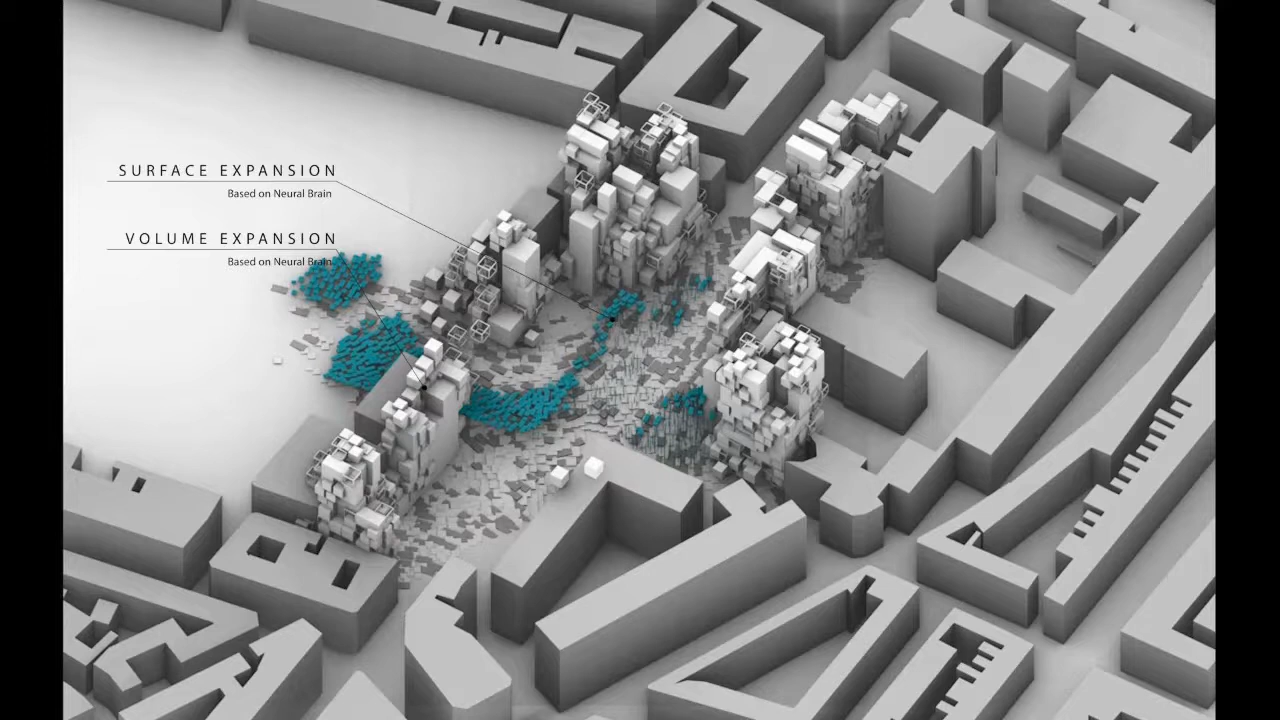 SURFACE EXPANSION
Based on Neural Brain
VOLUME EXPANSION
Based on Neural Brain